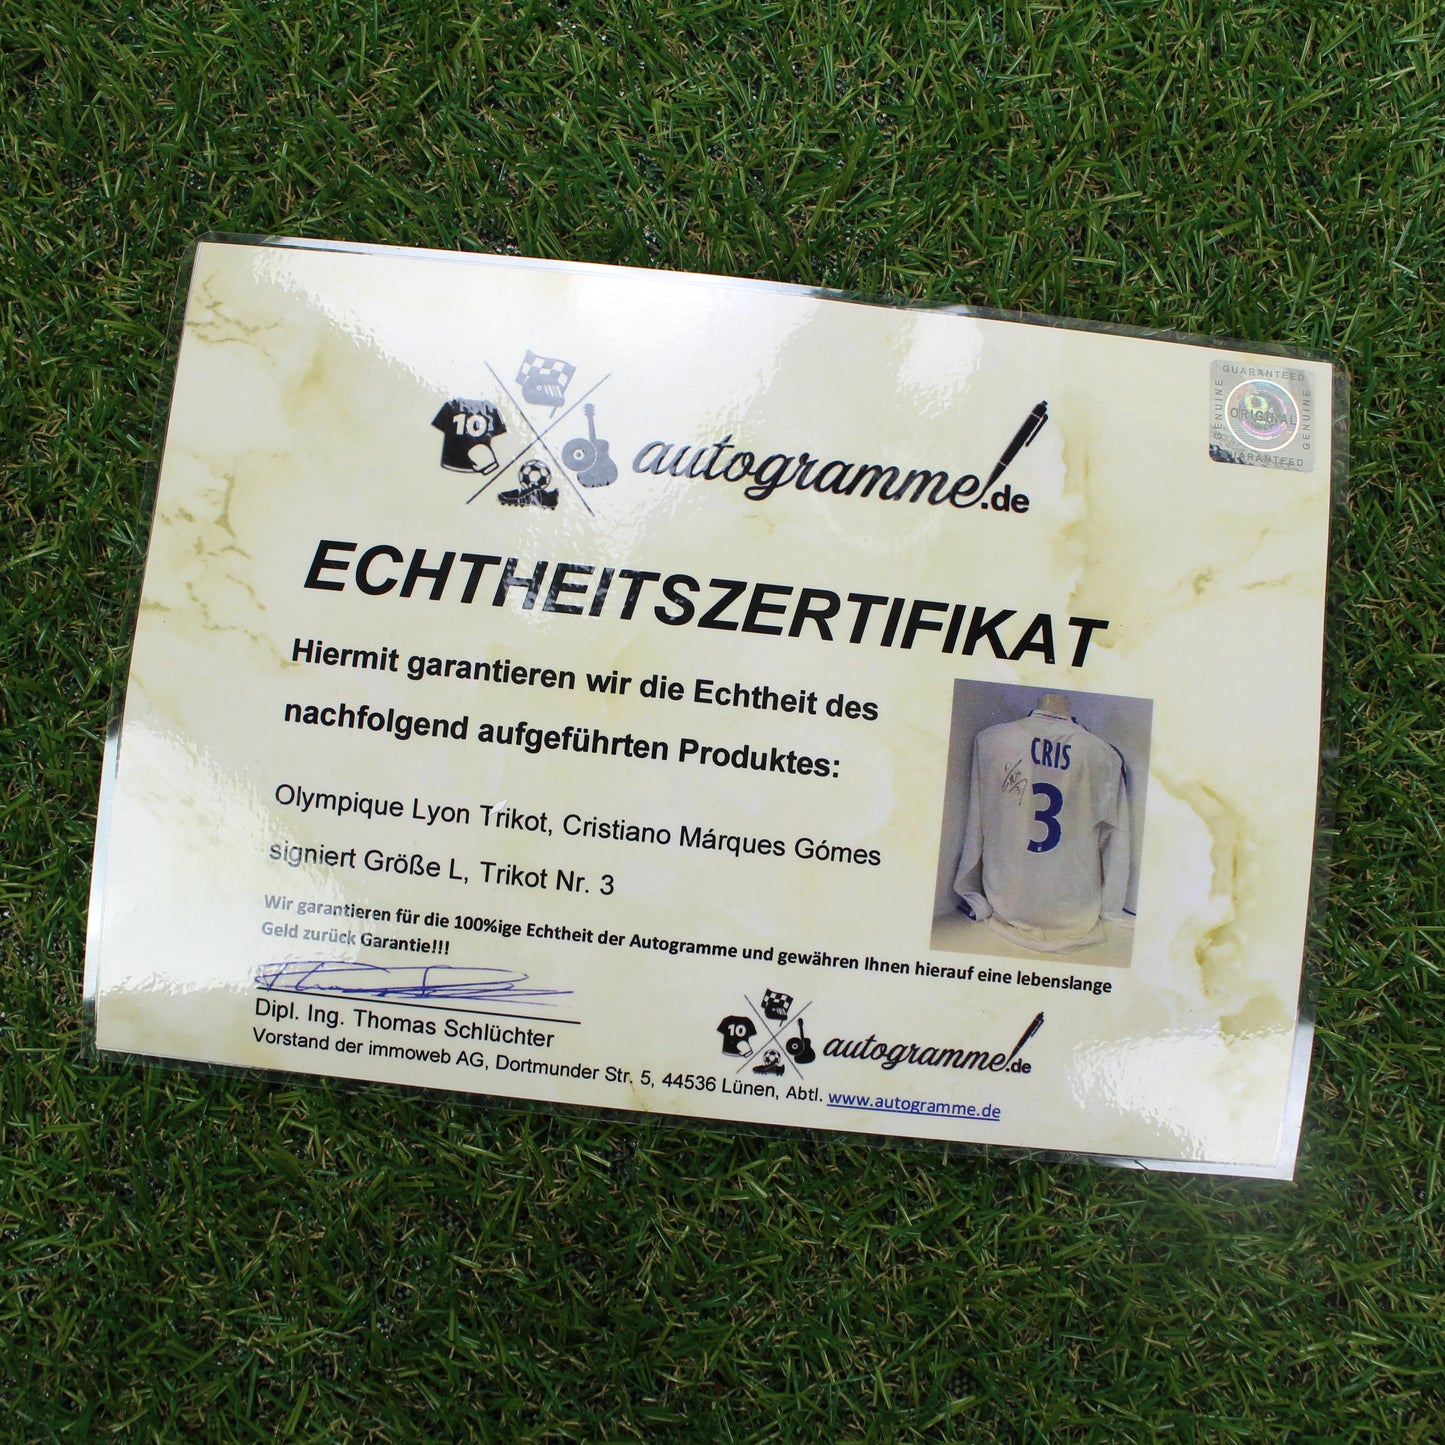 GUARANTEED
GENUINE
ORIGINAL
GENUINE
GUARANTEED
10
autogramme.de
ECHTHEITSZERTIFIKAT
Hiermit garantieren wir die Echtheit des
nachfolgend aufgeführten Produktes:
CRIS
3
Olympique Lyon Trikot, Cristiano Márques Gómes
signiert Größe L, Trikot Nr. 3
Wir garantieren für die 100%ige Echtheit der Autogramme und gewähren Ihnen hierauf eine lebenslange
Geld zurück Garantie!!!
Dipl. Ing. Thomas Schlüchter
10
autogramme.de
Vorstand der immoweb AG, Dortmunder Str. 5, 44536 Lünen, Abtl. www.autogramme.de